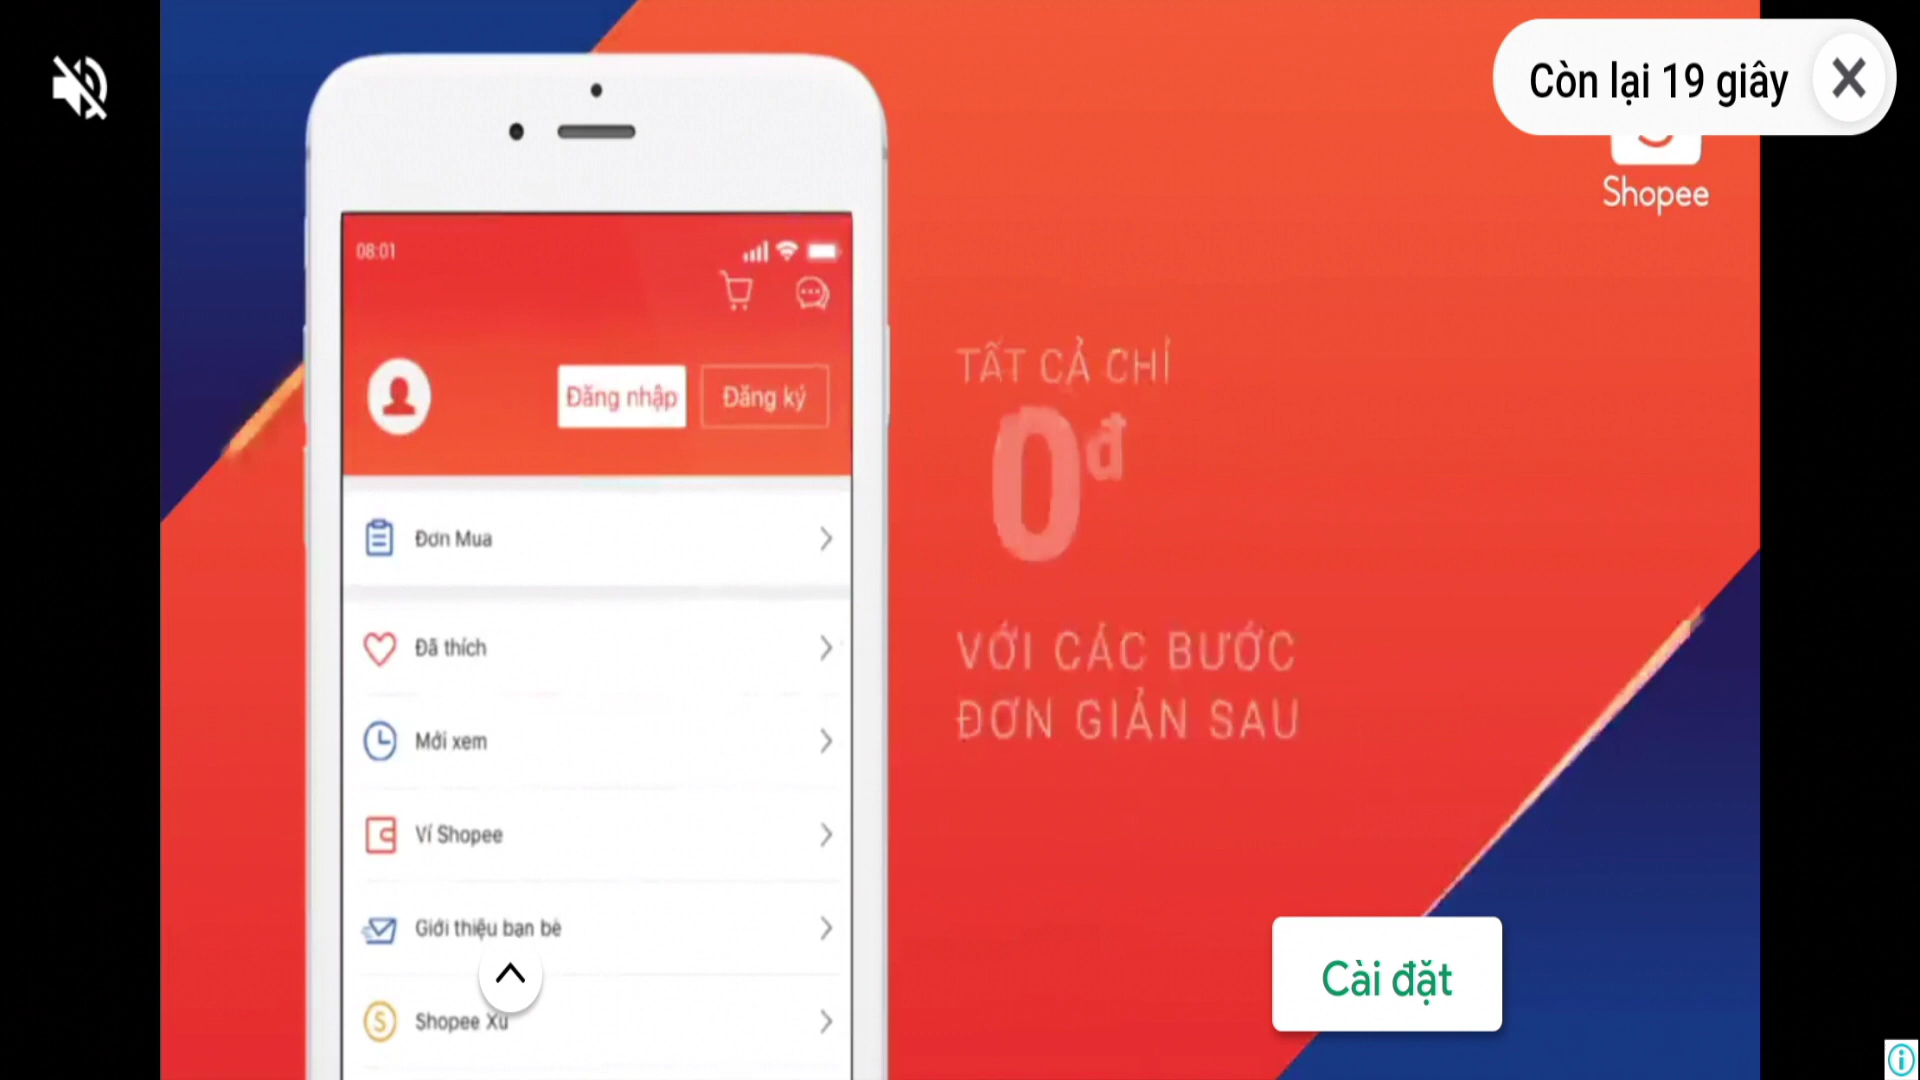 Còn lại 19 giây
Shopee
08:01
Đăng nhập
Đăng ký
Đơn Mua
Đã thích
Mới xem
Ví Shopee
Giới thiệu bạn bè
Shopee Xu
TẤT CẢ CHỈ
0đ
VỚI CÁC BƯỚC
ĐƠN GIẢN SAU
Cài đặt